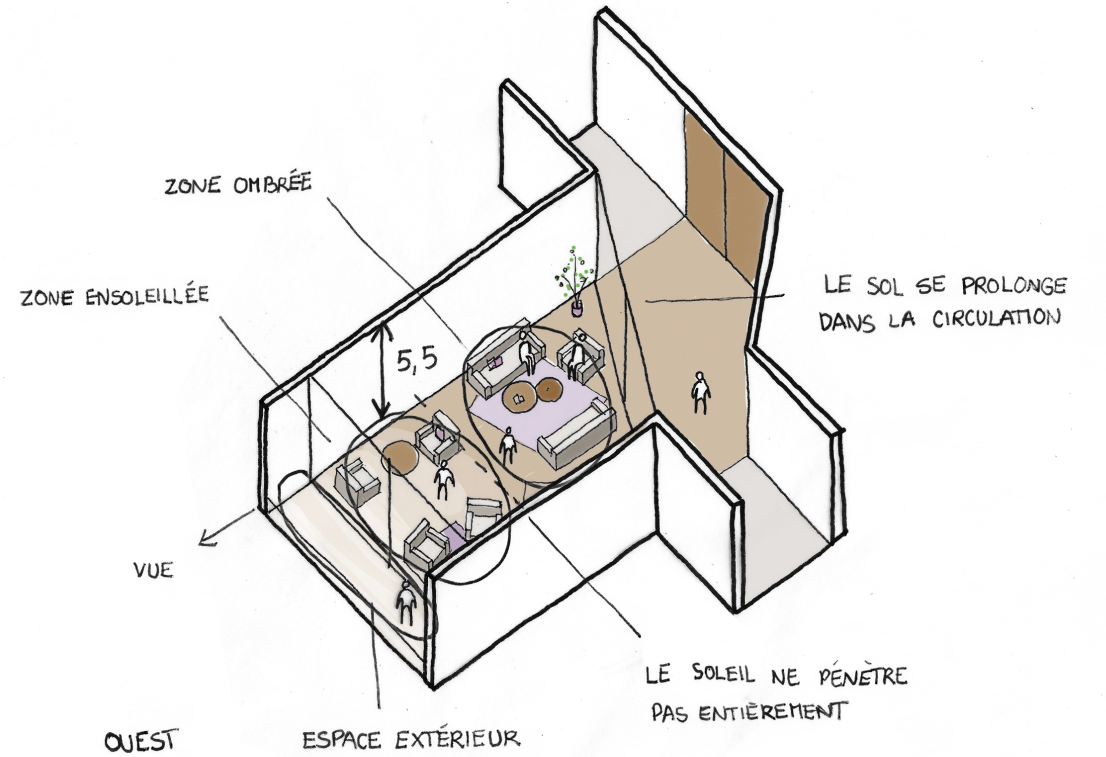 ZONE OMBRÉE
ZONE ENSOLEILLÉE
LE SOL SE PROLONGE
DANS LA CIRCULATION
5,5
VUE
LE SOLEIL NE PÉNÈTRE
PAS ENTIÈREMENT
OUEST
ESPACE EXTÉRIEUR